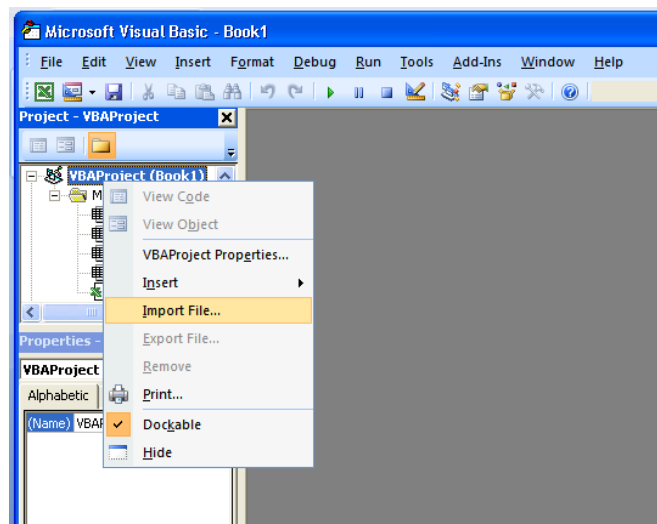 Microsoft Visual Basic - Book1
File Edit View Insert Format Debug Run Tools Add-Ins Window Help
Project - VBAProject
VBAProject (Book1)
M
View Code
View Object
VBAProject Properties...
Insert
Import File...
Export File...
Remove
Print...
Dockable
Hide
Properties -
VBAProject
Alphabetic
(Name) VBAP